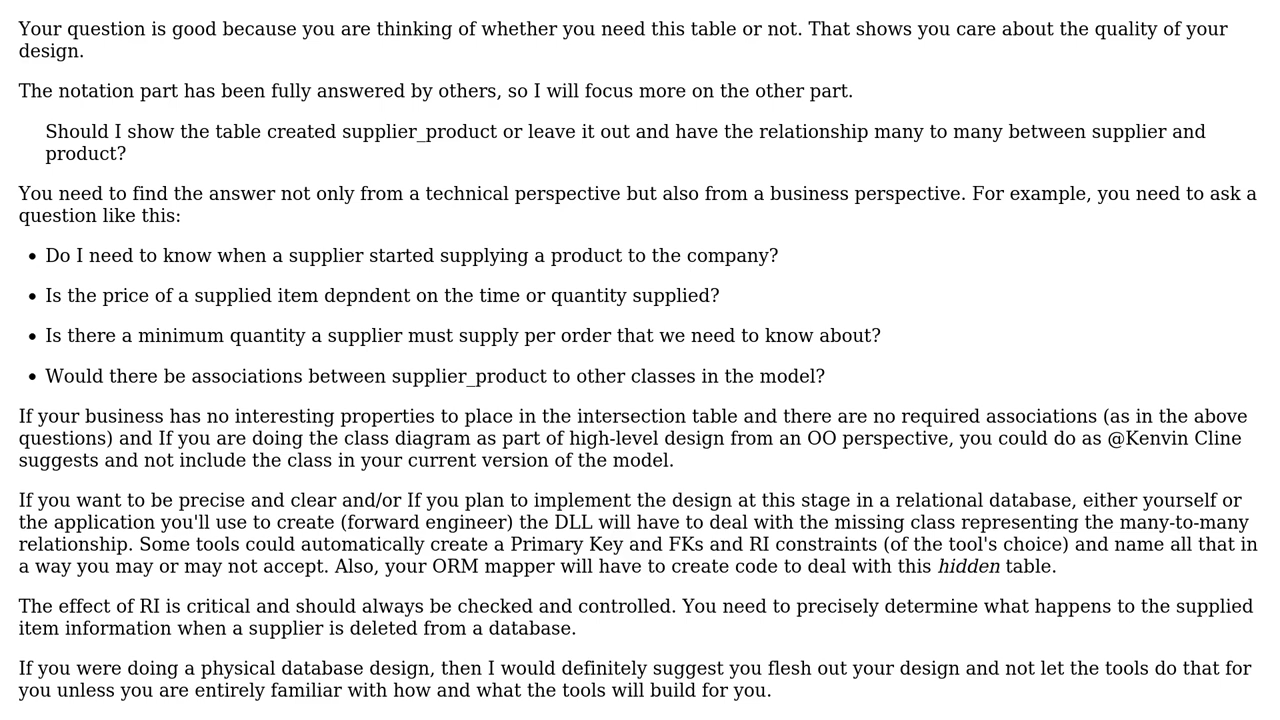 Your question is good because you are thinking of whether you need this table or not. That shows you care about the quality of your
design.
The notation part has been fully answered by others, so I will focus more on the other part.
Should I show the table created supplier_product or leave it out and have the relationship many to many between supplier and
product?
You need to find the answer not only from a technical perspective but also from a business perspective. For example, you need to ask a
question like this:
• Do I need to know when a supplier started supplying a product to the company?
• Is the price of a supplied item depndent on the time or quantity supplied?
• Is there a minimum quantity a supplier must supply per order that we need to know about?
• Would there be associations between supplier_product to other classes in the model?
If your business has no interesting properties to place in the intersection table and there are no required associations (as in the above
questions) and If you are doing the class diagram as part of high-level design from an OO perspective, you could do as @Kenvin Cline
suggests and not include the class in your current version of the model.
If you want to be precise and clear and/or If you plan to implement the design at this stage in a relational database, either yourself or
the application you'll use to create (forward engineer) the DLL will have to deal with the missing class representing the many-to-many
relationship. Some tools could automatically create a Primary Key and FKs and RI constraints (of the tool's choice) and name all that in
a way you may or may not accept. Also, your ORM mapper will have to create code to deal with this hidden table.
The effect of RI is critical and should always be checked and controlled. You need to precisely determine what happens to the supplied
item information when a supplier is deleted from a database.
If you were doing a physical database design, then I would definitely suggest you flesh out your design and not let the tools do that for
you unless you are entirely familiar with how and what the tools will build for you.